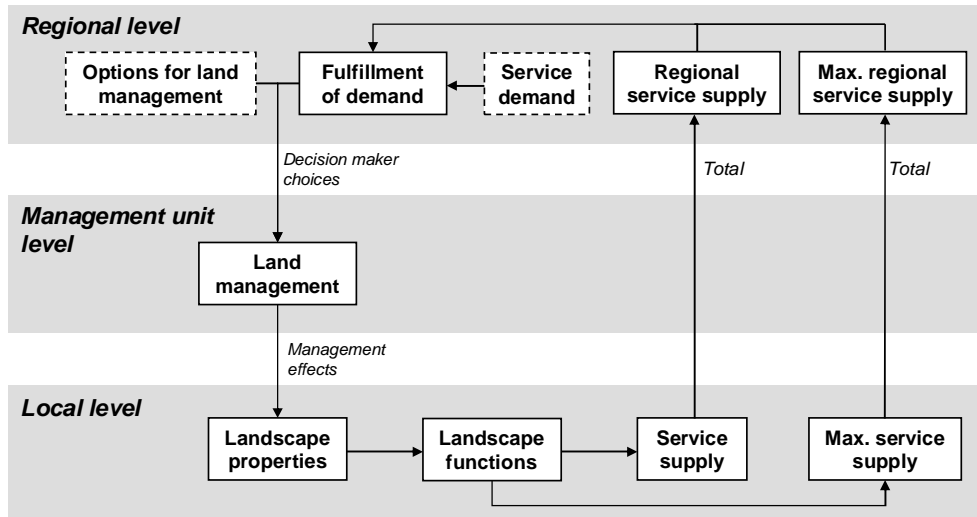 Regional level
Options for land
management
Fulfillment
of demand
Service
demand
Regional
service supply
Max. regional
service supply
Decision maker
choices
Total
Total
Management unit
level
Land
management
Management
effects
Local level
Landscape
properties
Landscape
functions
Service
supply
Max. service
supply